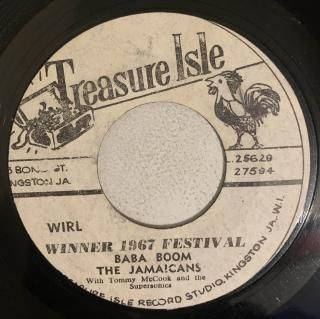 Treasure Isle
BOND ST.
KINGSTON JA.
25629
27594
WIRL
WINNER 1967 FESTIVAL
BABA BOOM
THE JAMAICANS
With Tommy McCook and the
Supersonics
TREASURE ISLE RECORD STUDIO, KINGSTON JA. W.I.